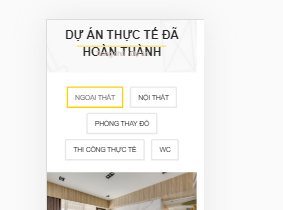 DỰ ÁN THỰC TẾ ĐÃ
HOÀN THÀNH
NGOẠI THẤT
NỘI THẤT
PHÒNG THAY ĐỒ
THI CÔNG THỰC TẾ
WC